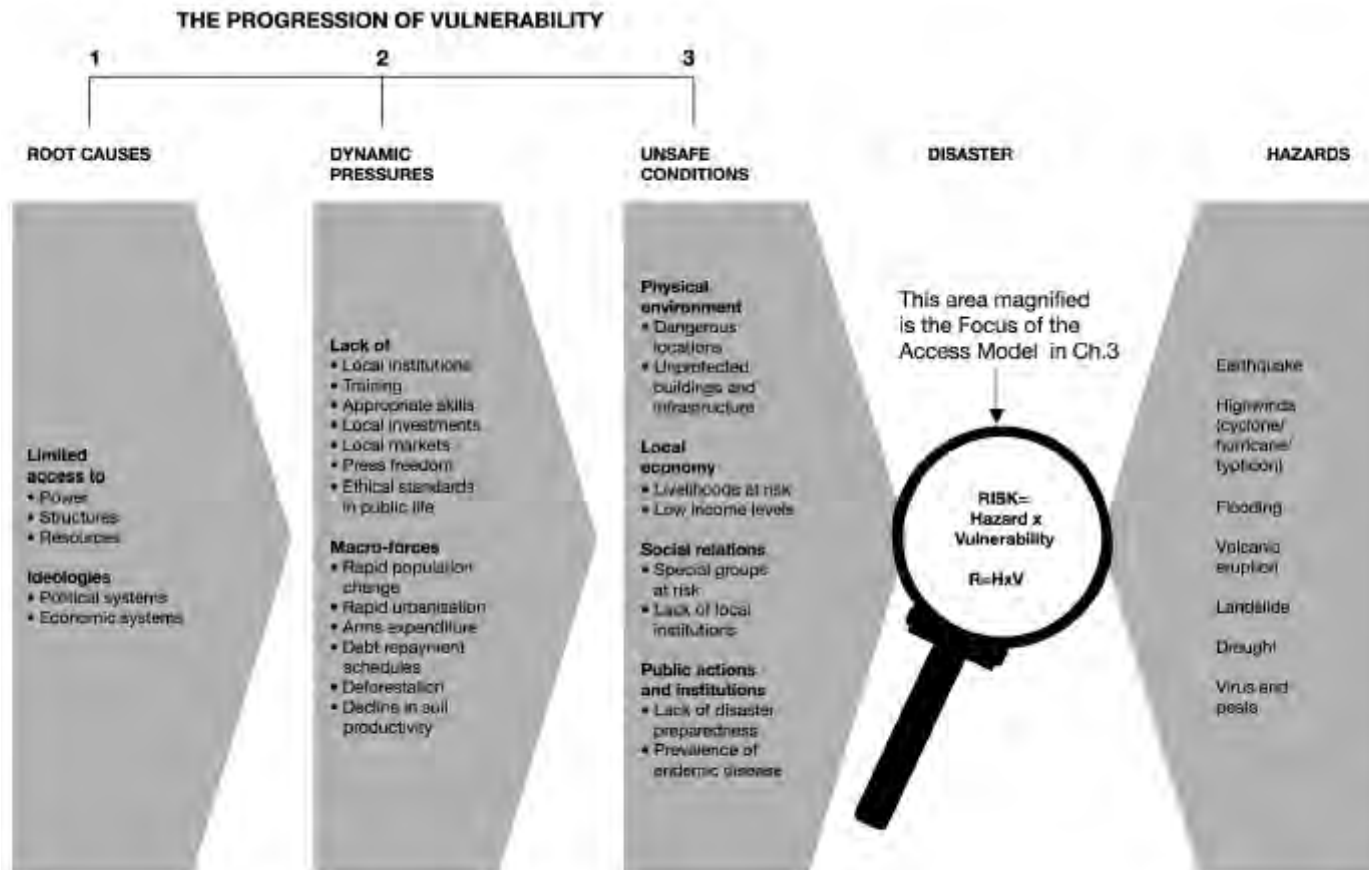 THE PROGRESSION OF VULNERABILITY
1
2
3
ROOT CAUSES
Limited
access to
• Power
• Structures
• Resources
Ideologies
• Political systems
• Economic systems
DYNAMIC
PRESSURES
Lack of
• Local institutions
• Training
• Appropriate skills
• Local investments
• Local markets
• Press freedom
• Ethical standards
in public life
Macro-forces
• Rapid population
change
• Rapid urbanisation
• Arms expenditure
• Debt repayment
schedules
• Deforestation
• Decline in soil
productivity
UNSAFE
CONDITIONS
Physical
environment
• Dangerous
locations
• Unprotected
buildings and
infrastructure
Local
economy
• Livelihoods at risk
• Low income levels
Social relations
• Special groups
at risk
• Lack of local
institutions
Public actions
and institutions
• Lack of disaster
preparedness
• Prevalence of
endemic disease
DISASTER
This area magnified
is the Focus of the
Access Model in Ch.3
RISK=
Hazard x
Vulnerability
R=HxV
HAZARDS
Earthquake
Highwinds
(cyclone/
hurricane/
typhoon)
Flooding
Volcanic
eruption
Landslide
Drought
Virus and
pests